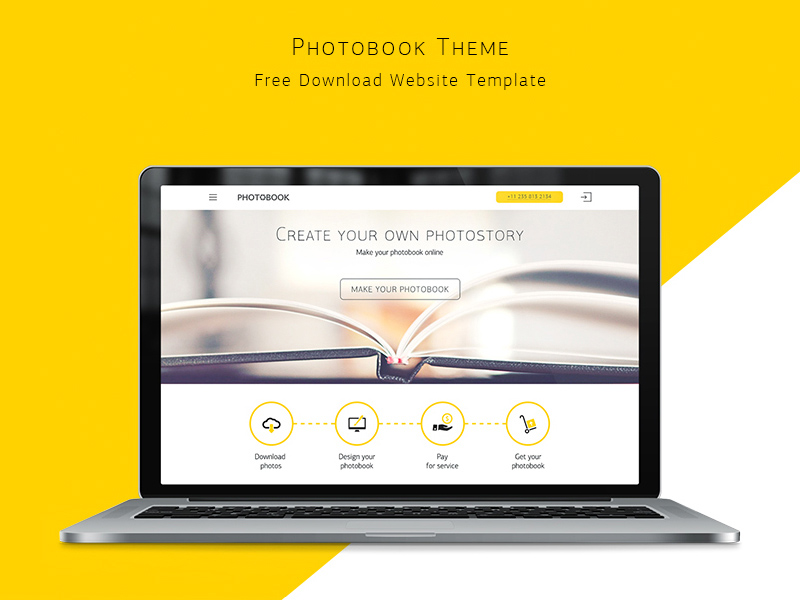 Photobook Theme
Free Download Website Template
PHOTOBOOK
+11 235 813 2134
Create your own photostory
Make your photobook online
MAKE YOUR PHOTOBOOK
Download
photos
Design your
photobook
Pay
for service
Get your
photobook